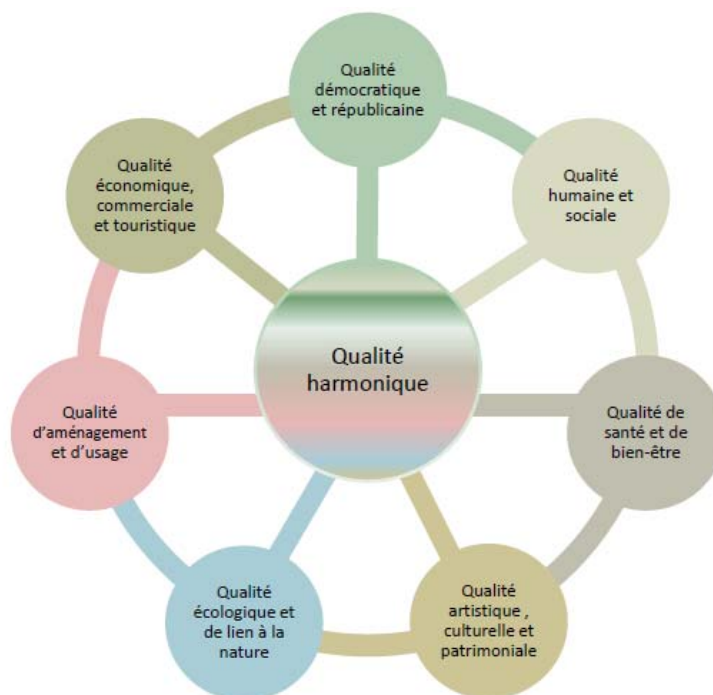 Qualité
démocratique
et républicaine
Qualité
humaine et
sociale
Qualité de
santé et de
bien-être
Qualité
artistique ,
culturelle et
patrimoniale
Qualité
écologique et
de lien à la
nature
Qualité
d’aménagement
et d’usage
Qualité
économique,
commerciale
et touristique
Qualité
harmonique